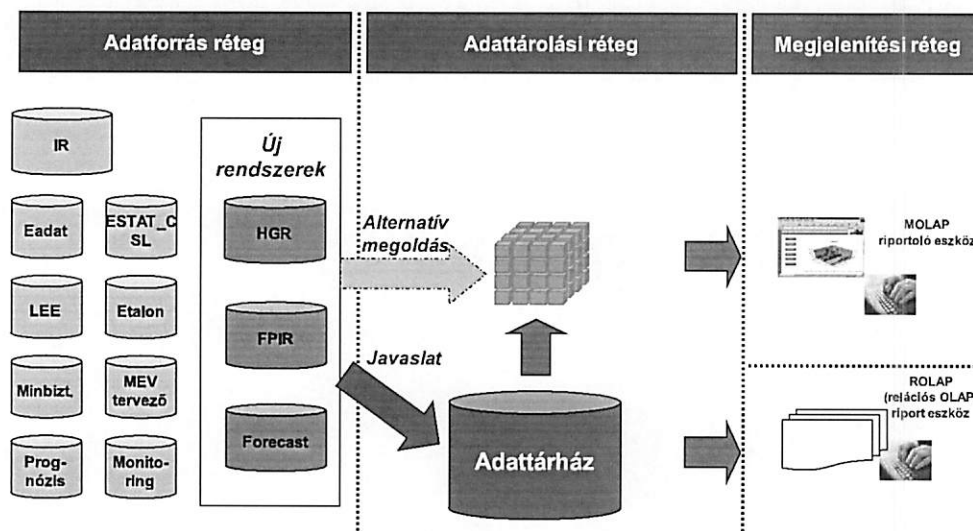 Adatforrás réteg
Adattárolási réteg
Megjelenítési réteg
IR
Új
rendszerek
Eadat
ESTAT_C
SL
HGR
Alternatív
megoldás
MOLAP
riportoló eszköz
LEE
Etalon
FPIR
Javaslat
Minbizt.
MEV
tervező
ROLAP
(relációs OLAP
riport eszköz
Forecast
Adattárház
Prog-
nózis
Monito-
ring